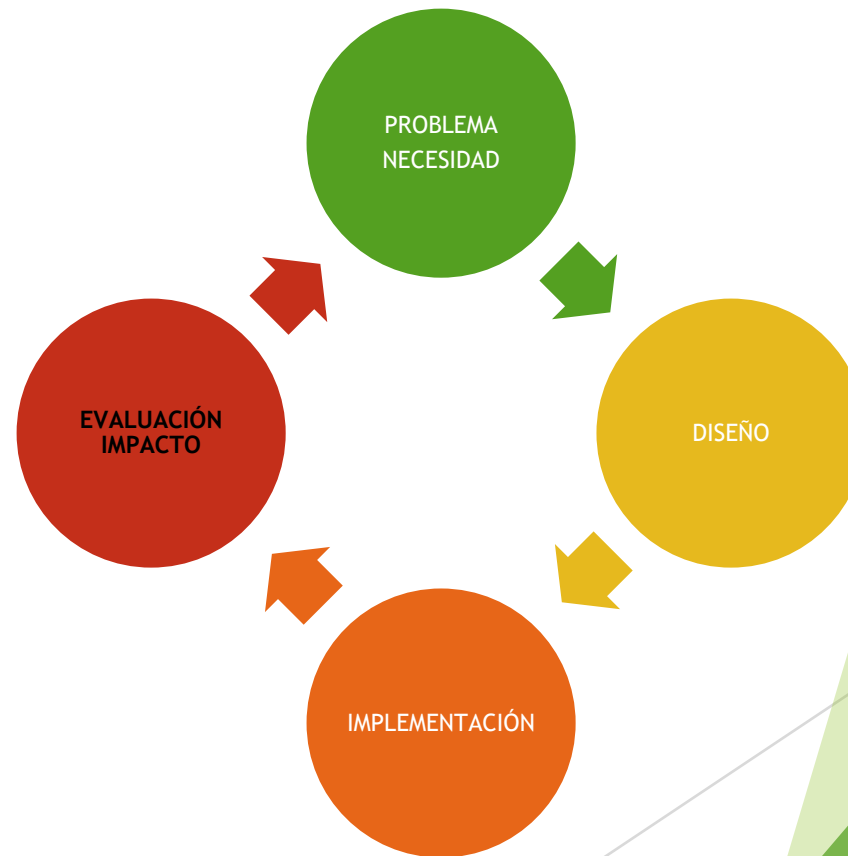 PROBLEMA
NECESIDAD
DISEÑO
IMPLEMENTACIÓN
EVALUACIÓN
IMPACTO